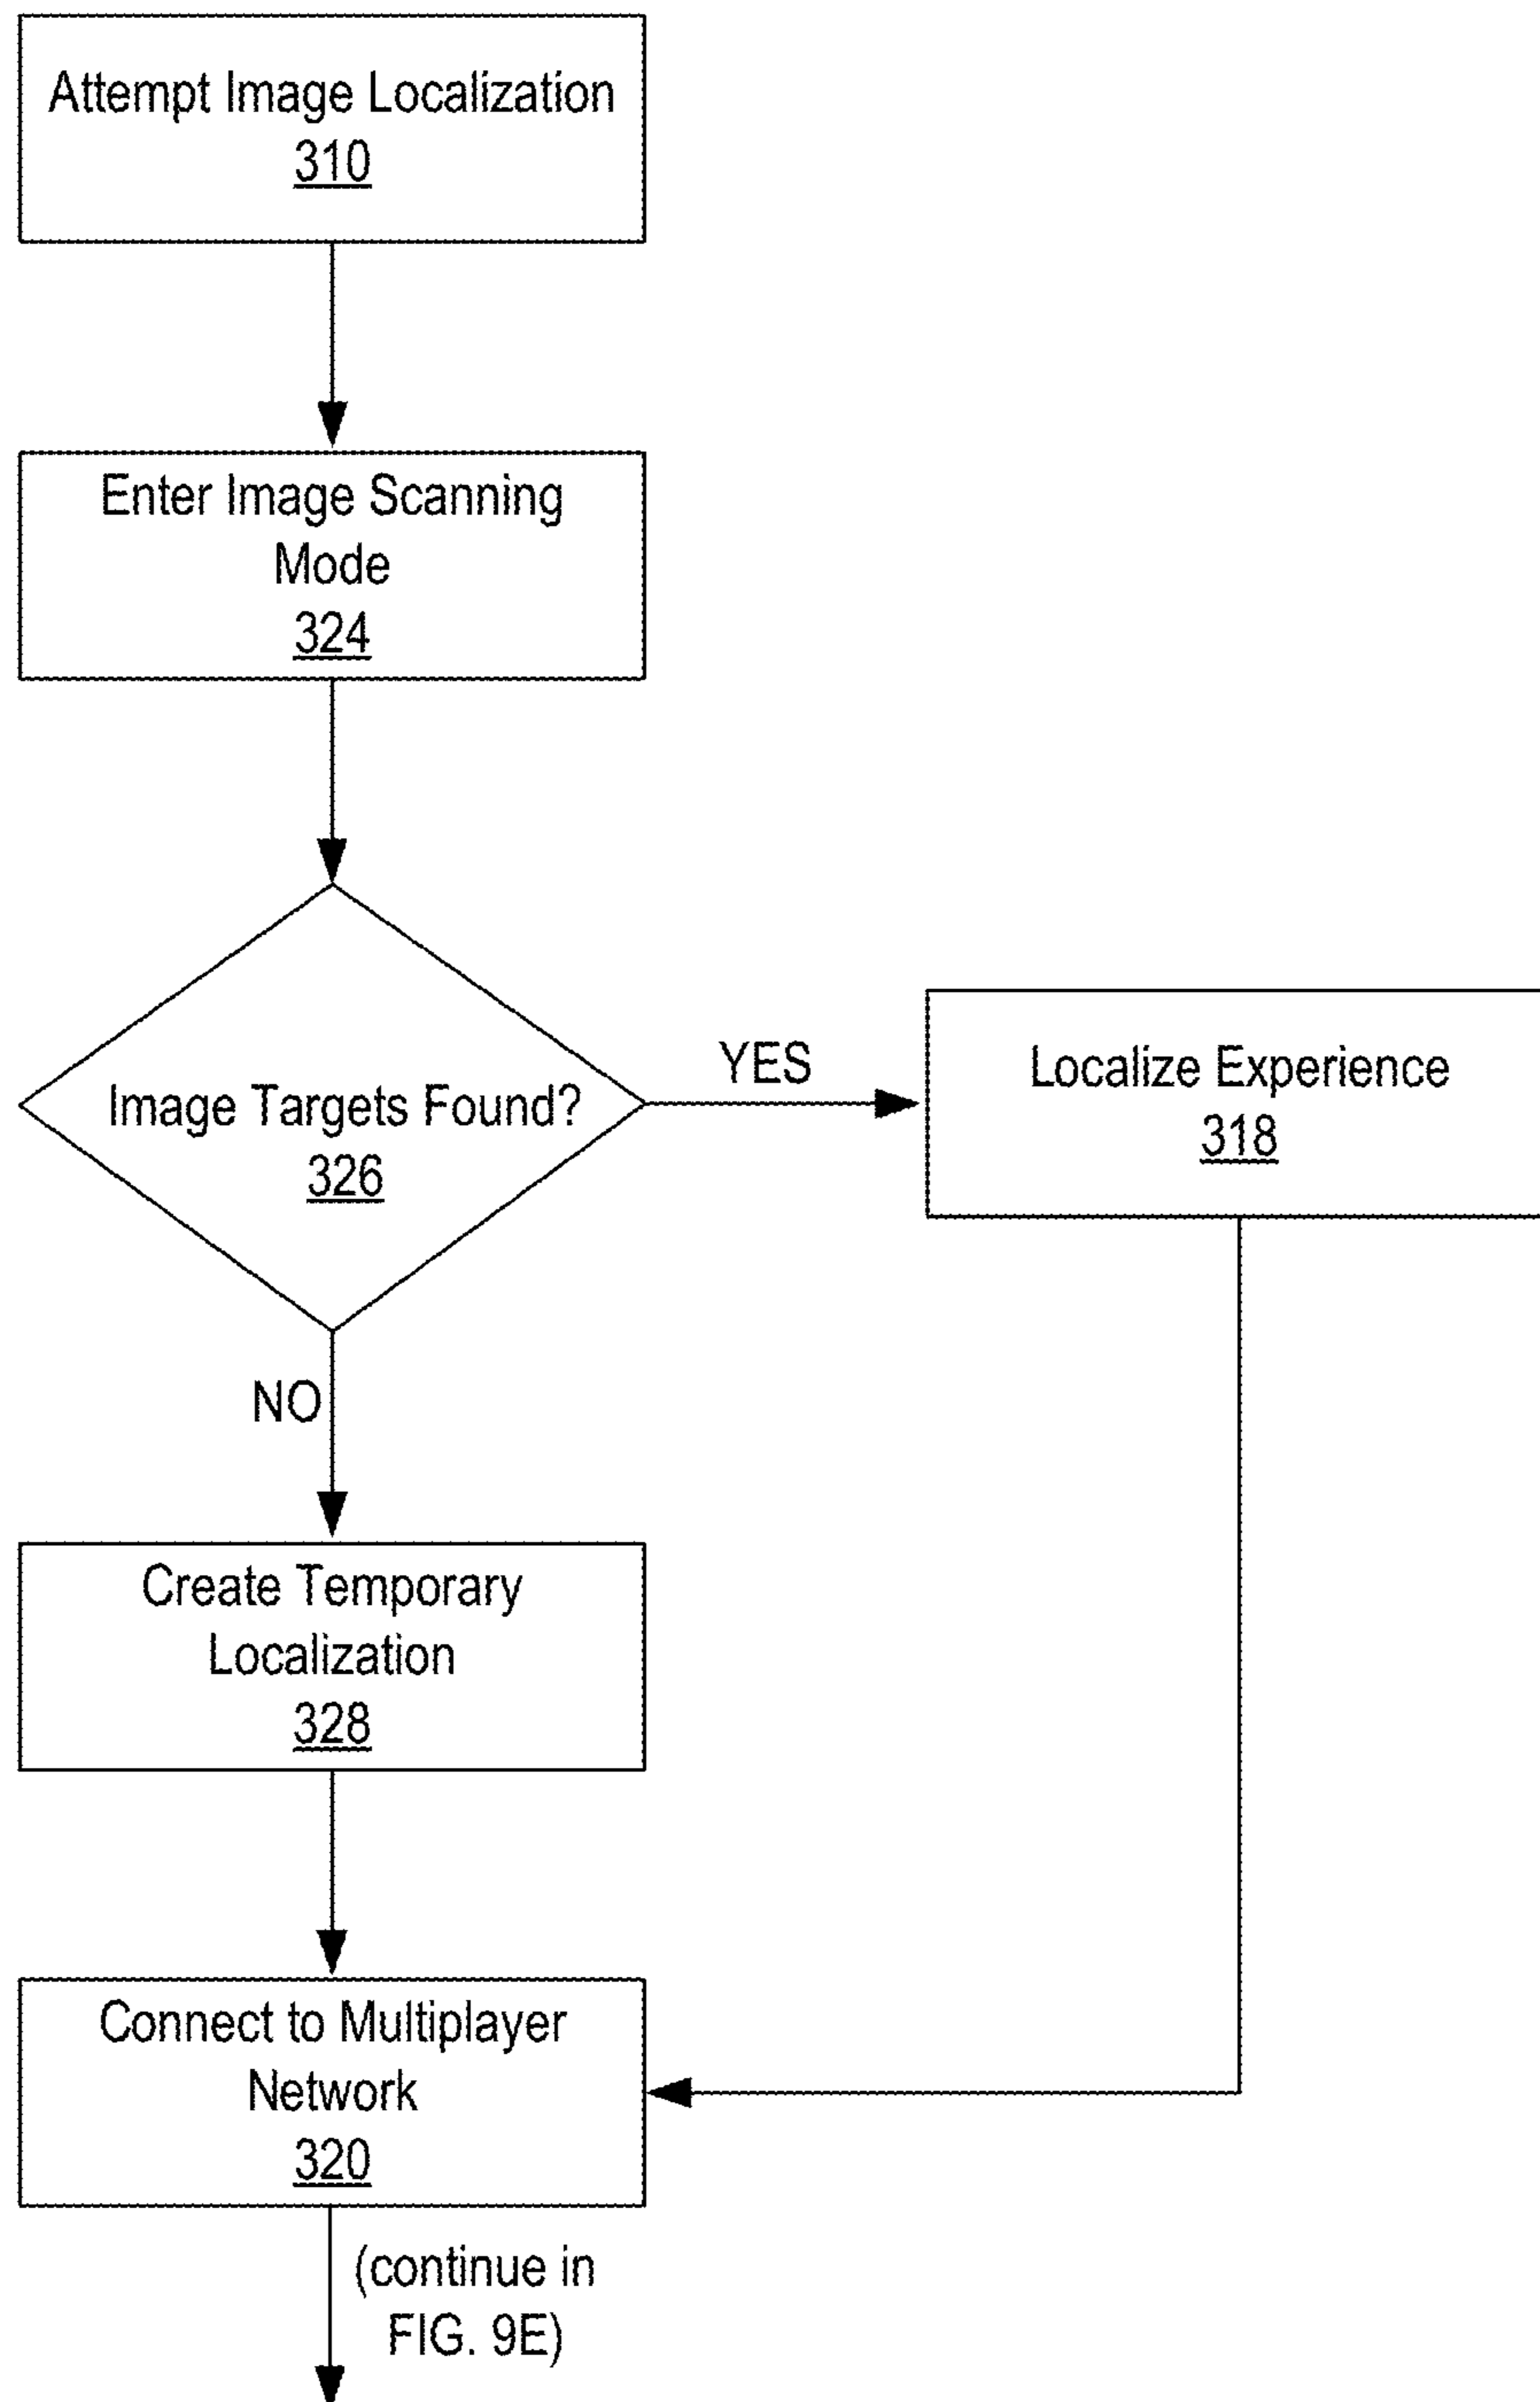 Attempt Image Localization
310
Enter Image Scanning
Mode
324
Image Targets Found?
326
YES
Localize Experience
318
NO
Create Temporary
Localization
328
Connect to Multiplayer
Network
320
(continue in
FIG. 9E)